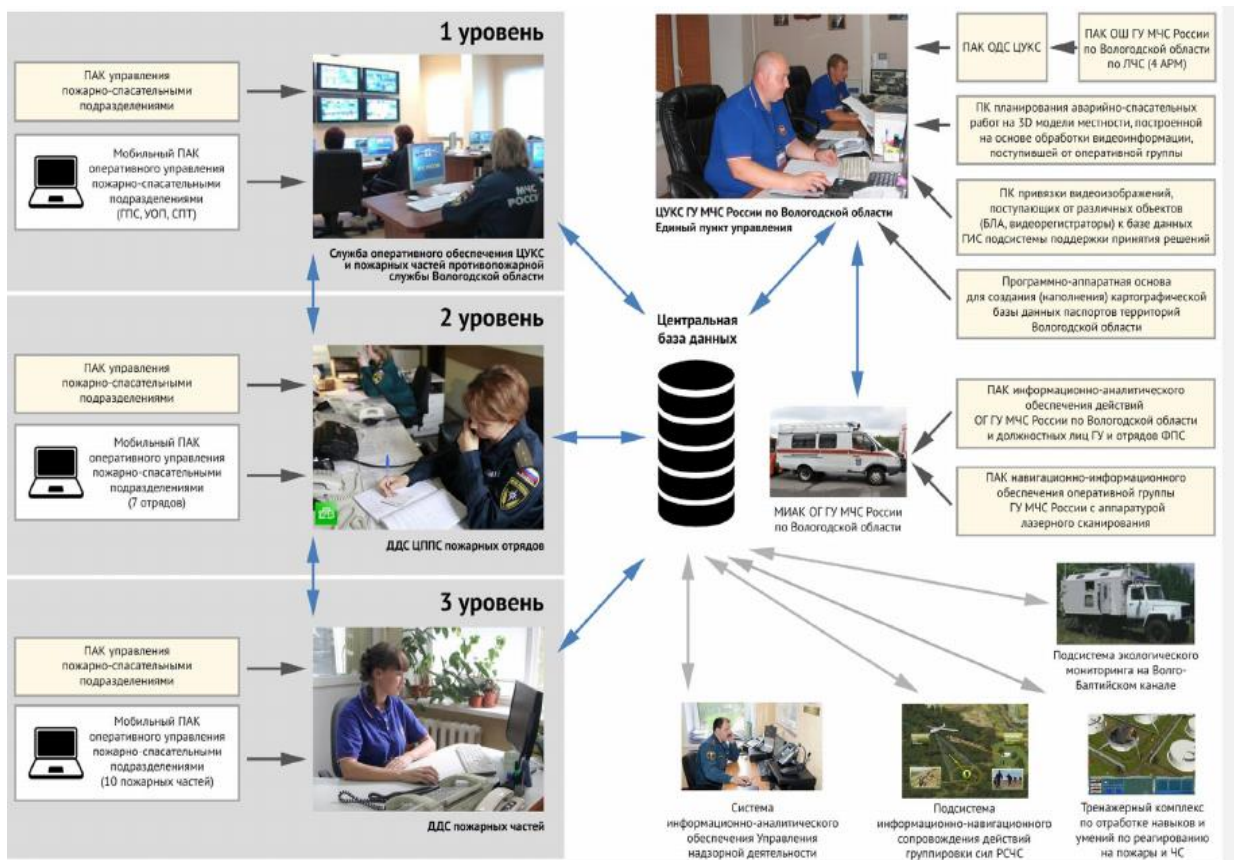 1 уровень
ПАК управления
пожарно-спасательными
подразделениями
Мобильный ПАК
оперативного управления
пожарно-спасательными
подразделениями
(ГПС, УОП, СПТ)
МЧС
РОССИ
Служба оперативного обеспечения ЦУКС
и пожарных частей противопожарной
службы Вологодской области
2 уровень
ПАК управления
пожарно-спасательными
подразделениями
Мобильный ПАК
оперативного управления
пожарно-спасательными
подразделениями
(7 отрядов)
ДДС ЦППС пожарных отрядов
3 уровень
ПАК управления
пожарно-спасательными
подразделениями
Мобильный ПАК
оперативного управления
пожарно-спасательными
подразделениями
(10 пожарных частей)
ДДС пожарных частей
ЦУКС ГУ МЧС России по Вологодской области
Единый пункт управления
ПАК ОДС ЦУКС
ПАК ОШ ГУ МЧС России
по Вологодской области
по ЛЧС (4 АРМ)
ПК планирования аварийно-спасательных
работ на 3D модели местности, построенной
на основе обработки видеоинформации,
поступившей от оперативной группы
ПК привязки видеоизображений,
поступающих от различных объектов
(БЛА, видеорегистраторы) к базе данных
ГИС подсистемы поддержки принятия решений
Программно-аппаратная основа
для создания (наполнения) картографической
базы данных паспортов территорий
Вологодской области
Центральная
база данных
МИАК ОГ ГУ МЧС России
по Вологодской области
ПАК информационно-аналитического
обеспечения действий
ОГ ГУ МЧС России по Вологодской области
и должностных лиц ГУ и отрядов ФПС
ПАК навигационно-информационного
обеспечения оперативной группы
ГУ МЧС России с аппаратурой
лазерного сканирования
Подсистема экологического
мониторинга на Волго-
Балтийском канале
Система
информационно-аналитического
обеспечения Управления
надзорной деятельности
Подсистема
информационно-навигационного
сопровождения действий
группировки сил РСЧС
Тренажерный комплекс
по отработке навыков и
умений по реагированию
на пожары и ЧС